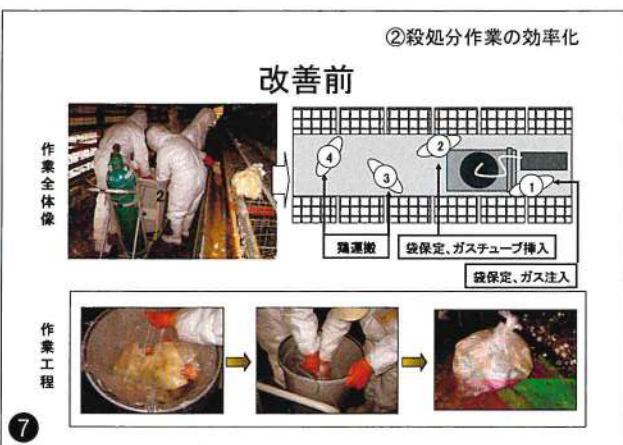 ②殺処分作業の効率化
改善前
作業全体像
2
4
3
2
1
鶏運搬
袋保定、ガスチューブ挿入
袋保定、ガス注入
作業工程
7